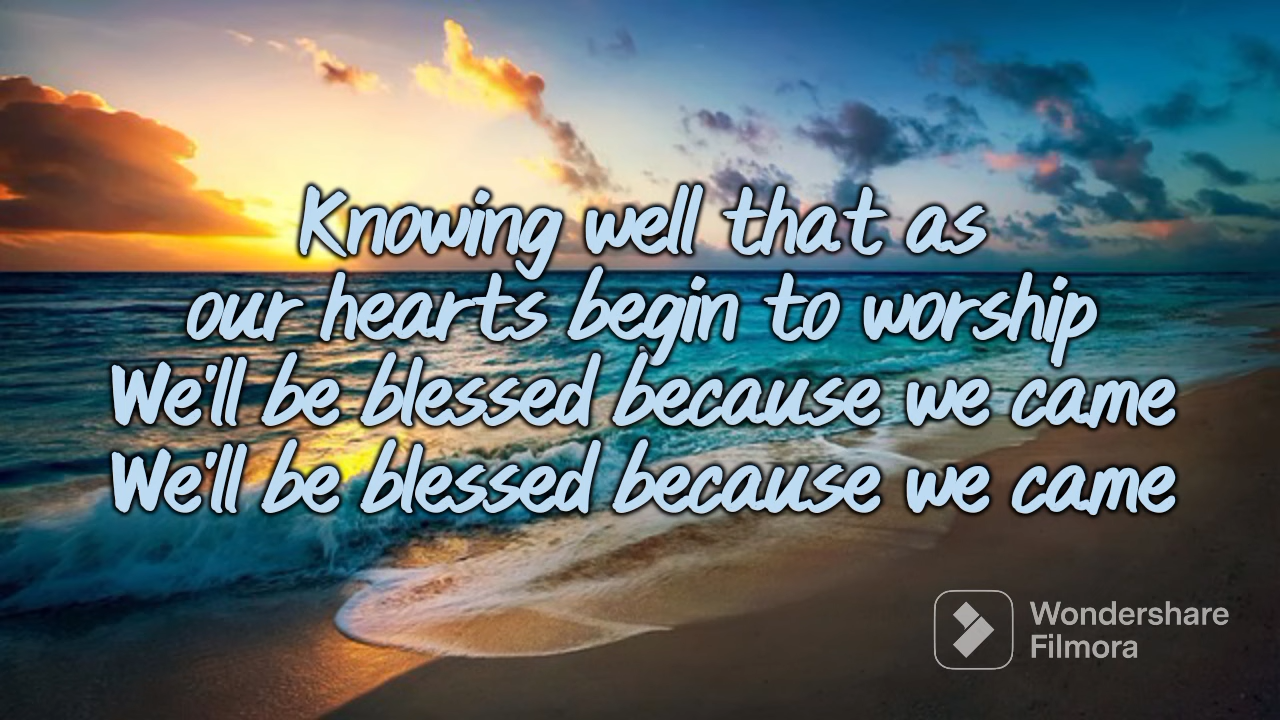 Knowing well that as
our hearts begin to worship
We'll be blessed because we came
We'll be blessed because we came
Wondershare
Filmora